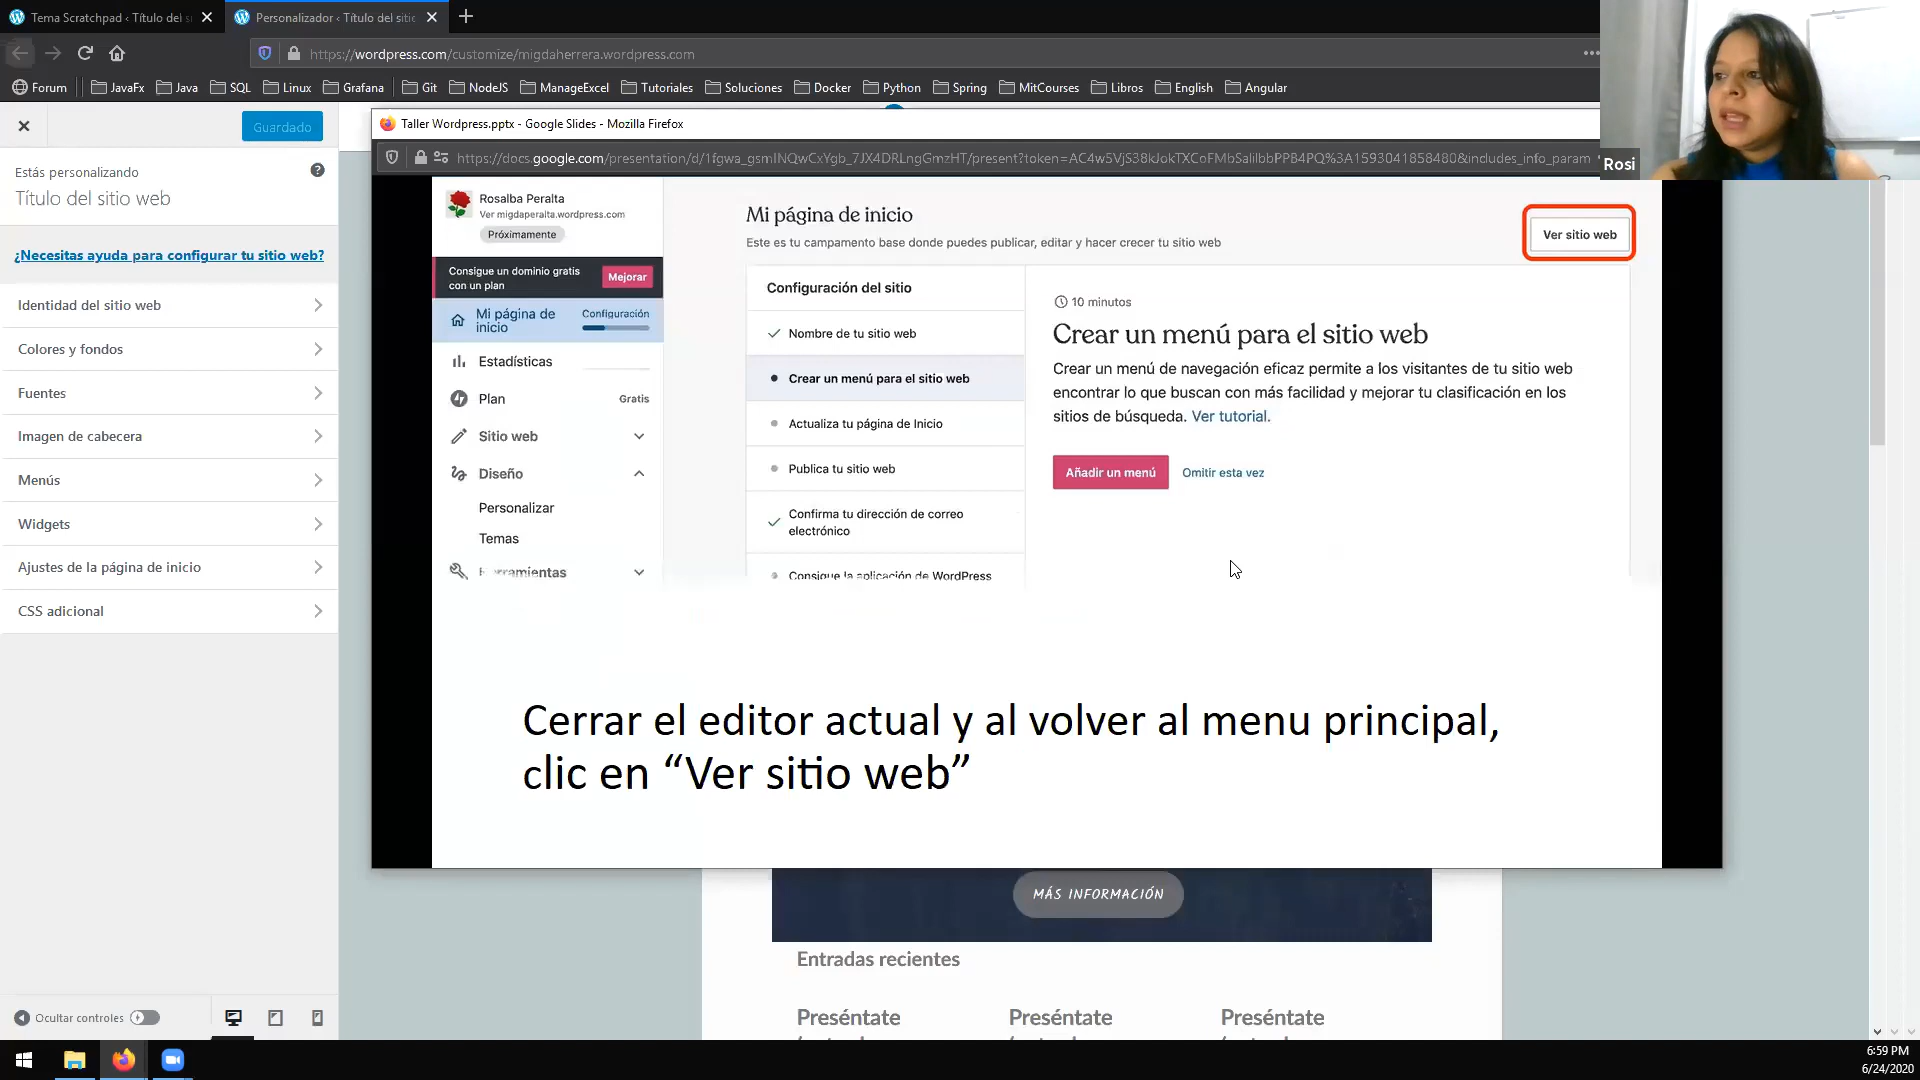 Tema Scratchpad ‹ Título del s
Personalizador ‹ Título del siti
https://wordpress.com/customize/migdaherrera.wordpress.com
Forum
JavaFx
Java
SQL
Linux
Grafana
Git
NodeJS
ManageExcel
Tutoriales
Soluciones
Docker
Python
Spring
MitCourses
Libros
English
Angular
Rosi
Guardado
Estás personalizando
Título del sitio web
¿Necesitas ayuda para configurar tu sitio web?
Identidad del sitio web
Colores y fondos
Fuentes
Imagen de cabecera
Menús
Widgets
Ajustes de la página de inicio
CSS adicional
Ocultar controles
Taller Wordpress.pptx - Google Slides - Mozilla Firefox
Rosalba Peralta
Ver migdaperalta.wordpress.com
Próximamente
Consigue un dominio gratis
con un plan
Mejorar
Mi página de
inicio
Configuración
Estadísticas
Plan
Gratis
Sitio web
Diseño
Personalizar
Temas
Herramientas
Mi página de inicio
Este es tu campamento base donde puedes publicar, editar y hacer crecer tu sitio web
Ver sitio web
Configuración del sitio
Nombre de tu sitio web
Crear un menú para el sitio web
Actualiza tu página de Inicio
Publica tu sitio web
Confirma tu dirección de correo
electrónico
Consigue la aplicación de WordPress
10 minutos
Crear un menú para el sitio web
Crear un menú de navegación eficaz permite a los visitantes de tu sitio web
encontrar lo que buscan con más facilidad y mejorar tu clasificación en los
sitios de búsqueda. Ver tutorial.
Añadir un menú
Omitir esta vez
Cerrar el editor actual y al volver al menu principal,
clic en “Ver sitio web”
MÁS INFORMACIÓN
Entradas recientes
Preséntate
Preséntate
Preséntate
6:59 PM
6/24/2020